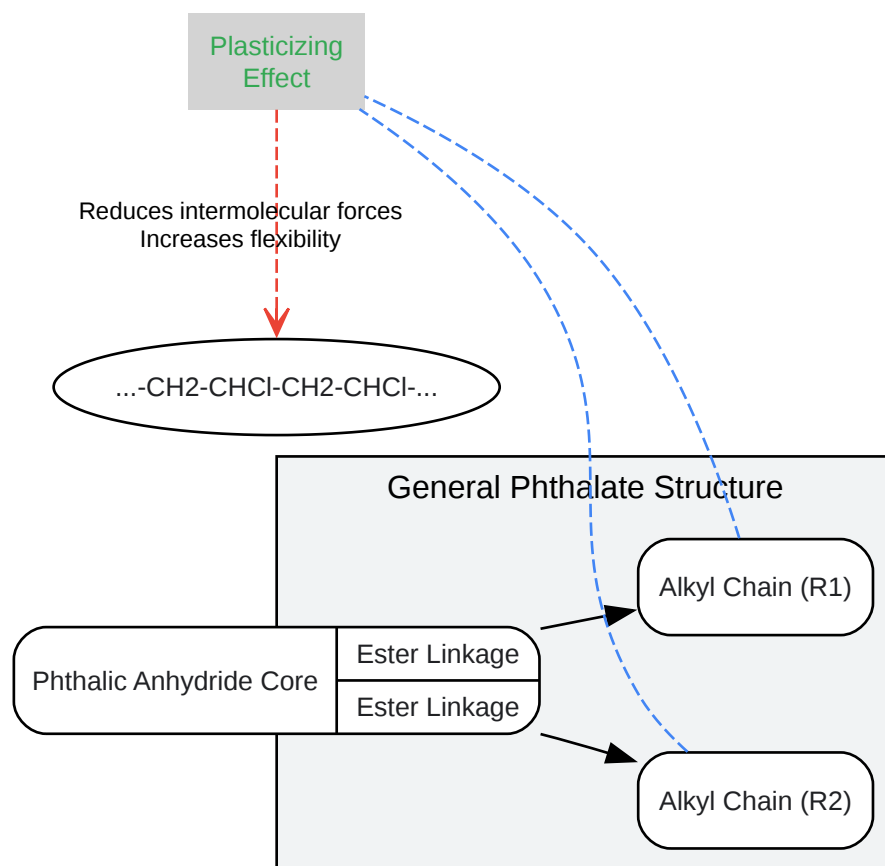 Plasticizing
Effect
Reduces intermolecular forces
Increases flexibility
...-CH2-CHCl-CH2-CHCl-...
General Phthalate Structure
Alkyl Chain (R1)
Phthalic Anhydride Core
Ester Linkage
Ester Linkage
Alkyl Chain (R2)